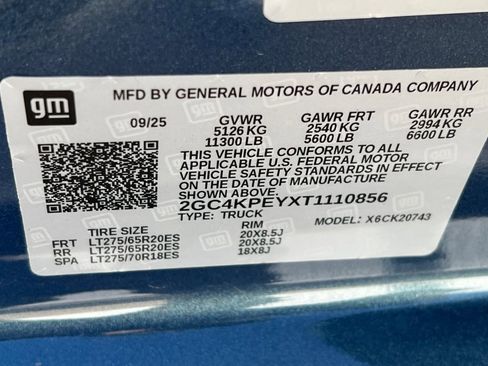 gm
MFD BY GENERAL MOTORS OF CANADA COMPANY
09/25 GVWR GAWR FRT GAWR RR
5126 KG 2540 KG 2994 KG
11300 LB 5600 LB 6600 LB
THIS VEHICLE CONFORMS TO ALL
APPLICABLE U.S. FEDERAL MOTOR
VEHICLE SAFETY STANDARDS IN EFFECT
ON THE DATE OF MANUFACTURE
SHOWN ABOVE.
2GC4KPEYXT1110856
TYPE: TRUCK MODEL: X6CK20743
TIRE SIZE RIM
FRT LT275/65R20ES 20X8.5J
RR LT275/65R20ES 20X8.5J
SPA LT275/70R18ES 18X8J